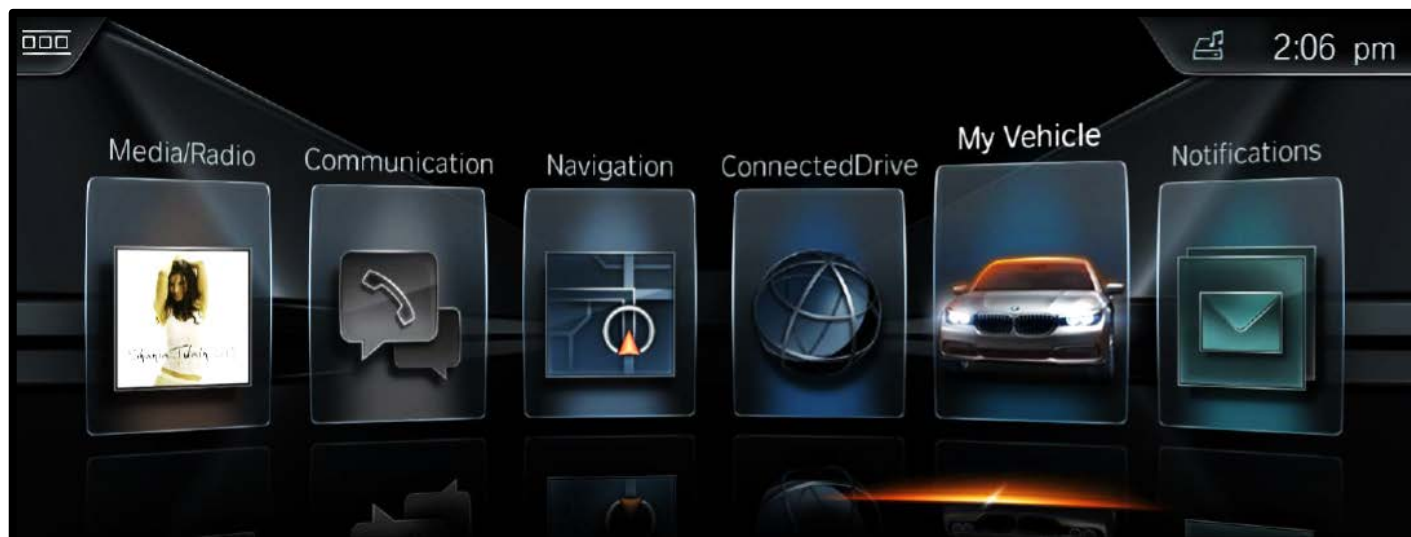 2:06 pm
Media/Radio
Communication
Navigation
ConnectedDrive
My Vehicle
Notifications